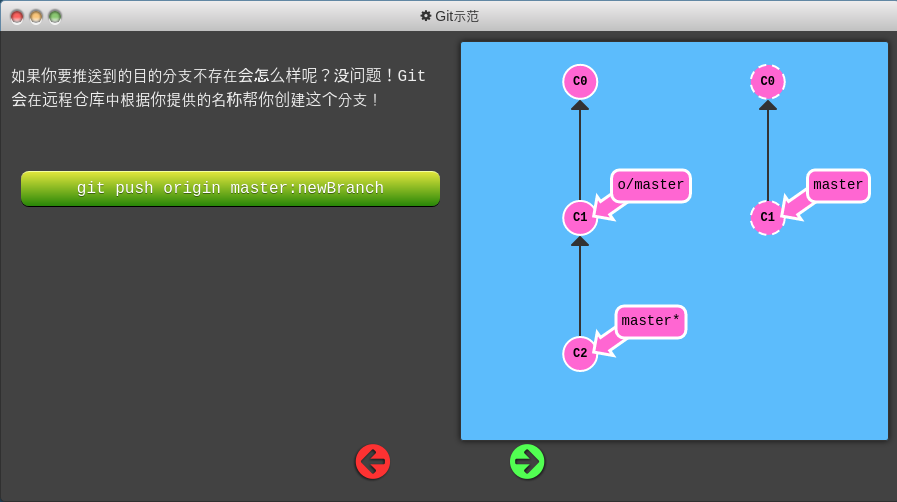 Git示范
如果你要推送到的目的分支不存在会怎么样呢？没问题！Git
会在远程仓库中根据你提供的名称帮你创建这个分支！
git push origin master:newBranch
C0
C0
o/master
master
C1
C1
master*
C2